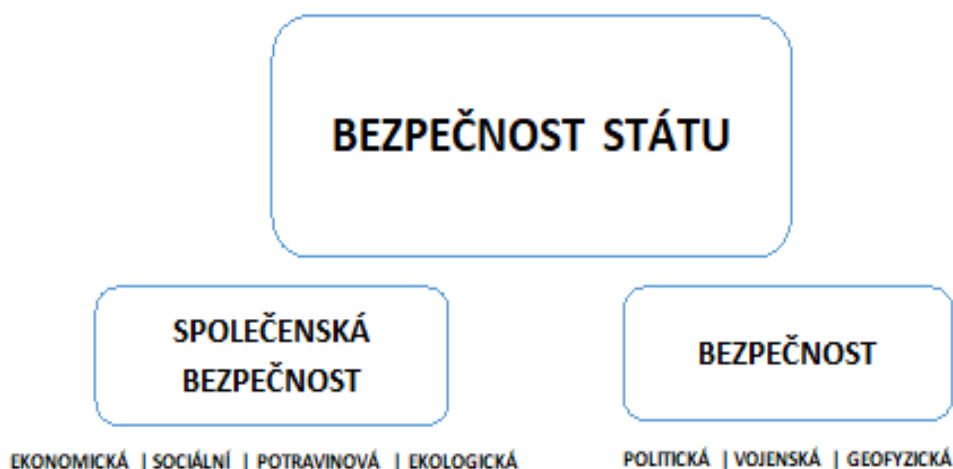 BEZPEČNOST STÁTU
SPOLEČENSKÁ
BEZPEČNOST
BEZPEČNOST
EKONOMICKÁ | SOCIÁLNÍ | POTRAVINOVÁ | EKOLOGICKÁ
POLITICKÁ | VOJENSKÁ | GEOFYZICKÁ